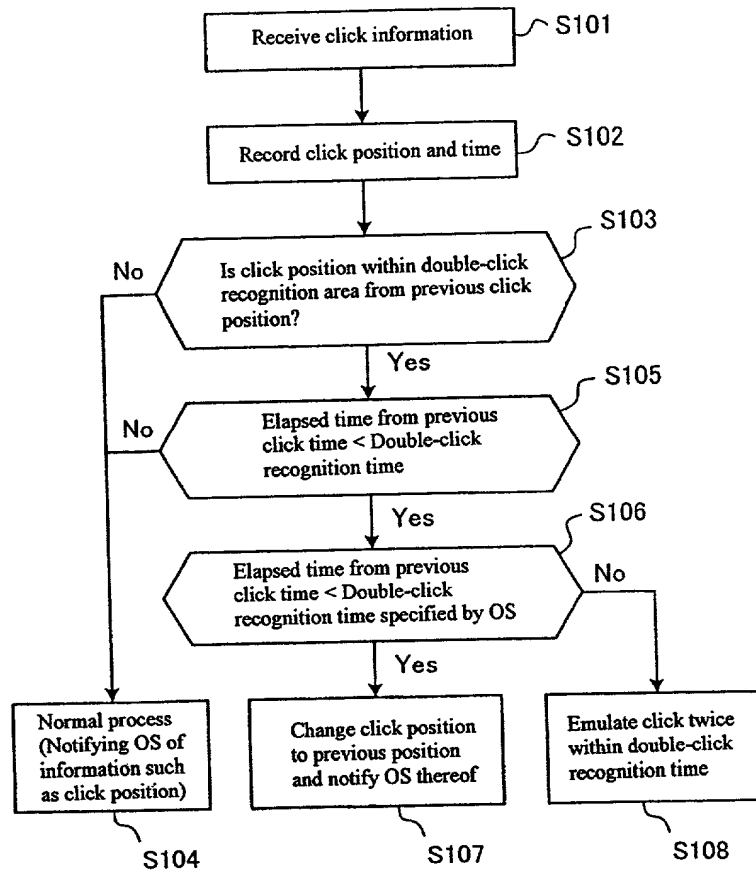 Receive click information
S101
Record click position and time
S102
S103
No
Is click position within double-click
recognition area from previous click
position?
Yes
S105
No
Elapsed time from previous
click time < Double-click
recognition time
Yes
S106
Elapsed time from previous
click time < Double-click
recognition time specified by OS
No
Yes
Normal process
(Notifying OS of
information such
as click position)
Change click position
to previous position
and notify OS thereof
Emulate click twice
within double-click
recognition time
S104
S107
S108